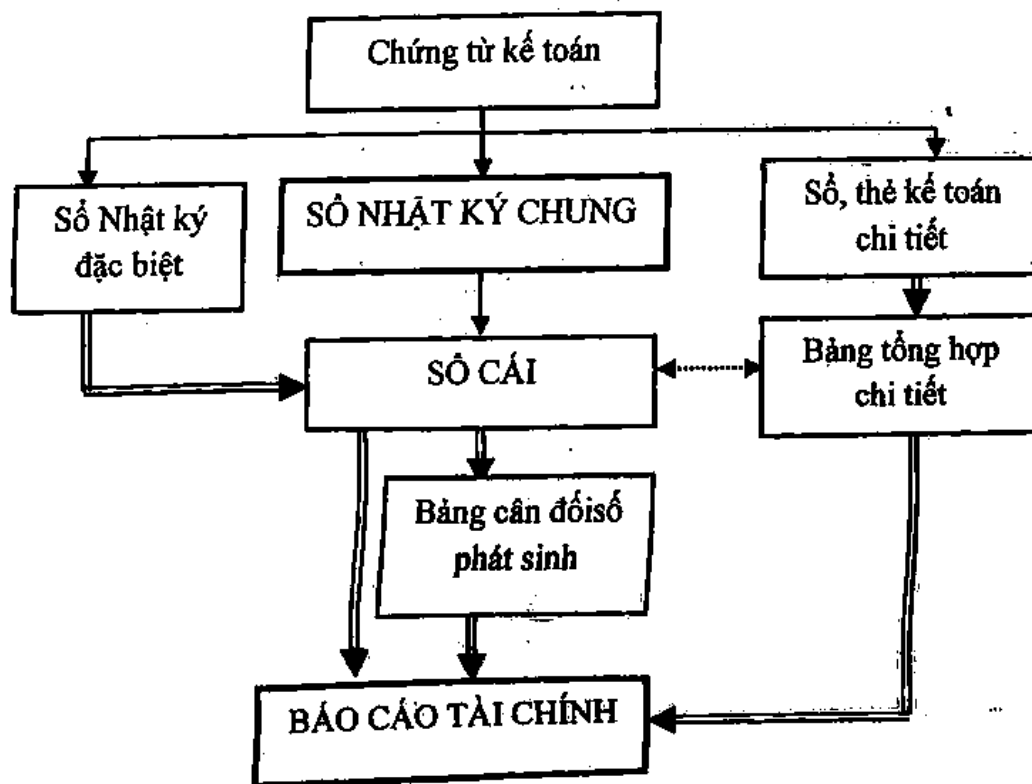 Chứng từ kế toán
Sổ Nhật ký
đặc biệt
SỔ NHẬT KÝ CHUNG
Sổ, thẻ kế toán
chi tiết
SỔ CÁI
Bảng tổng hợp
chi tiết
Bảng cân đốisố
phát sinh
BÁO CÁO TÀI CHÍNH